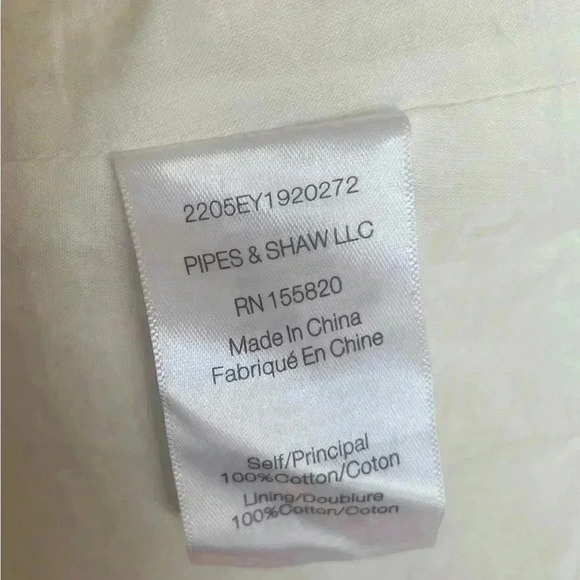 2205EY1920272
PIPES & SHAW LLC
RN 155820
Made In China
Fabriqué En Chine
Self/Principal
100%Cotton/Coton
Lining/Doublure
100%Cotton/Coton